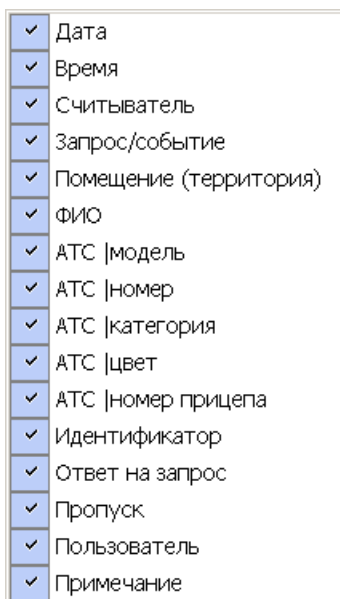 Дата
Время
Считыватель
Запрос/событие
Помещение (территория)
ФИО
АТС |модель
АТС |номер
АТС |категория
АТС |цвет
АТС |номер прицепа
Идентификатор
Ответ на запрос
Пропуск
Пользователь
Примечание